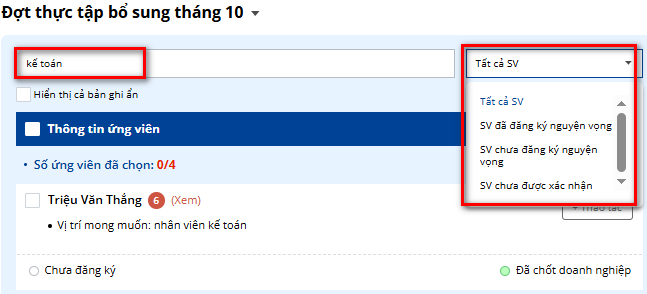 Đợt thực tập bổ sung tháng 10
kế toán
Tất cả SV
Hiển thị cả bản ghi ẩn
Tất cả SV
SV đã đăng ký nguyện vọng
SV chưa đăng ký nguyện
vọng
SV chưa được xác nhận
Thông tin ứng viên
• Số ứng viên đã chọn: 0/4
Triệu Văn Thắng 6 (Xem)
+ Thao tác
• Vị trí mong muốn: nhân viên kế toán
Chưa đăng ký
Đã chốt doanh nghiệp